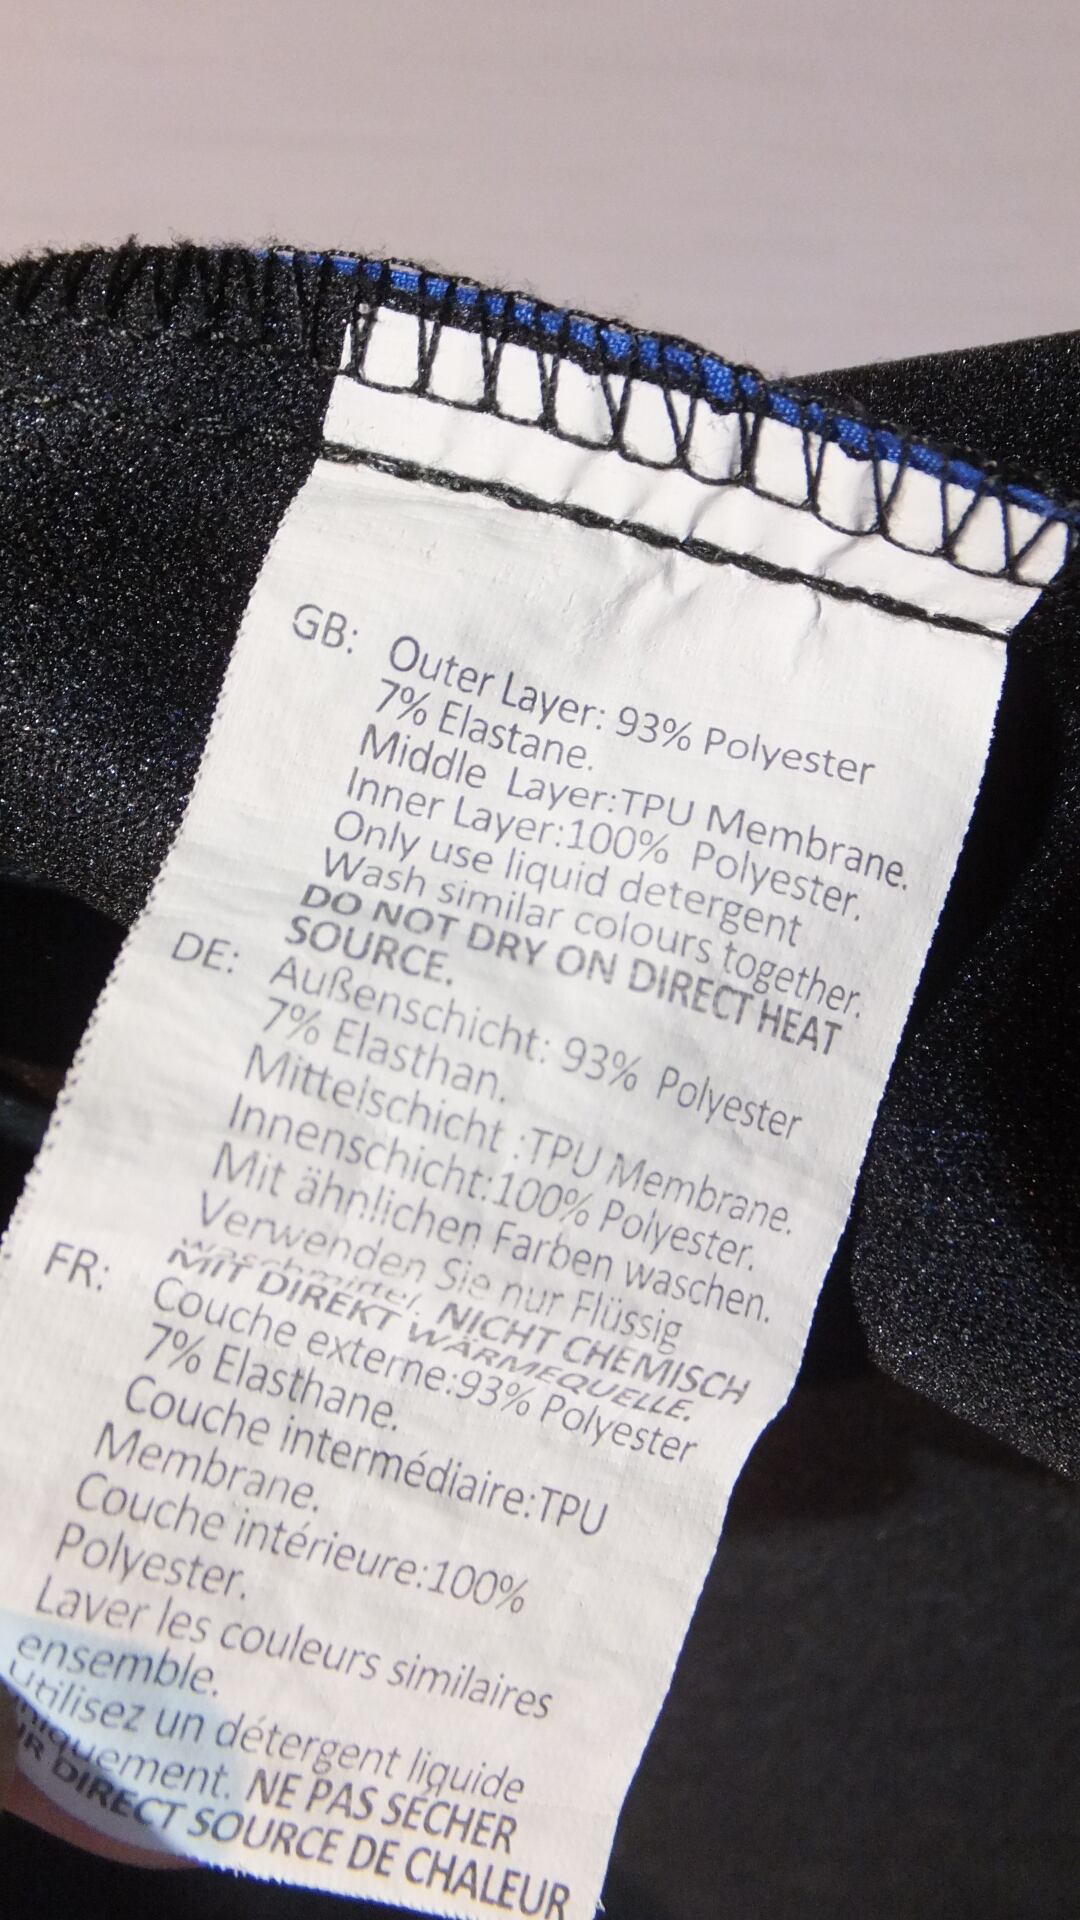 GB: Outer Layer: 93% Polyester
7% Elastane.
Middle Layer:TPU Membrane.
Inner Layer:100% Polyester.
Only use liquid detergent
Wash similar colours together.
DO NOT DRY ON DIRECT HEAT
SOURCE.
DE: Außenschicht: 93% Polyester
7% Elasthan.
Mittelschicht :TPU Membrane.
Innenschicht:100% Polyester.
Mit ähnlichen Farben waschen.
Verwenden Sie nur Flüssig
waschmittel. NICHT CHEMISCH
MIT DIREKT WÄRMEQUELLE.
FR: Couche externe:93% Polyester
7% Elasthane.
Couche intermédiaire:TPU
Membrane.
Couche intérieure:100%
Polyester.
Laver les couleurs similaires
ensemble.
Utilisez un détergent liquide
uniquement. NE PAS SÉCHER
DIRECT SOURCE DE CHALEUR